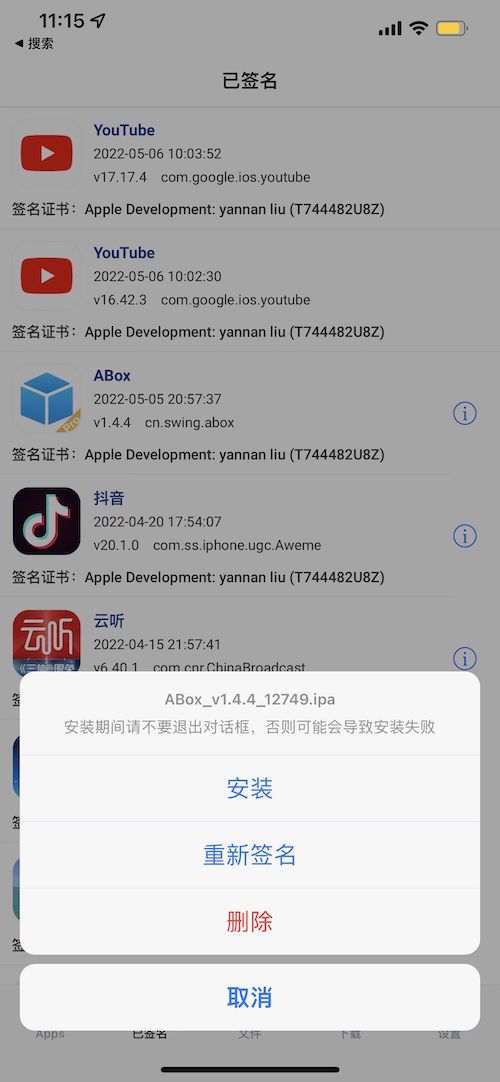 11:15
◀ 搜索
已签名
YouTube
2022-05-06 10:03:52
v17.17.4 com.google.ios.youtube
签名证书：Apple Development: yannan liu (T744482U8Z)
YouTube
2022-05-06 10:02:30
v16.42.3 com.google.ios.youtube
签名证书：Apple Development: yannan liu (T744482U8Z)
ABox
2022-05-05 20:57:37
v1.4.4 cn.swing.abox
Pro
签名证书：Apple Development: yannan liu (T744482U8Z)
抖音
2022-04-20 17:54:07
v20.1.0 com.ss.iphone.ugc.Aweme
签名证书：Apple Development: yannan liu (T744482U8Z)
云听
云听
2022-04-15 21:57:41
v6.40.1 com.cnr.ChinaBroadcast
ABox_v1.4.4_12749.ipa
安装期间请不要退出对话框，否则可能会导致安装失败
安装
重新签名
删除
取消
Apps 已签名 文件 下载 设置